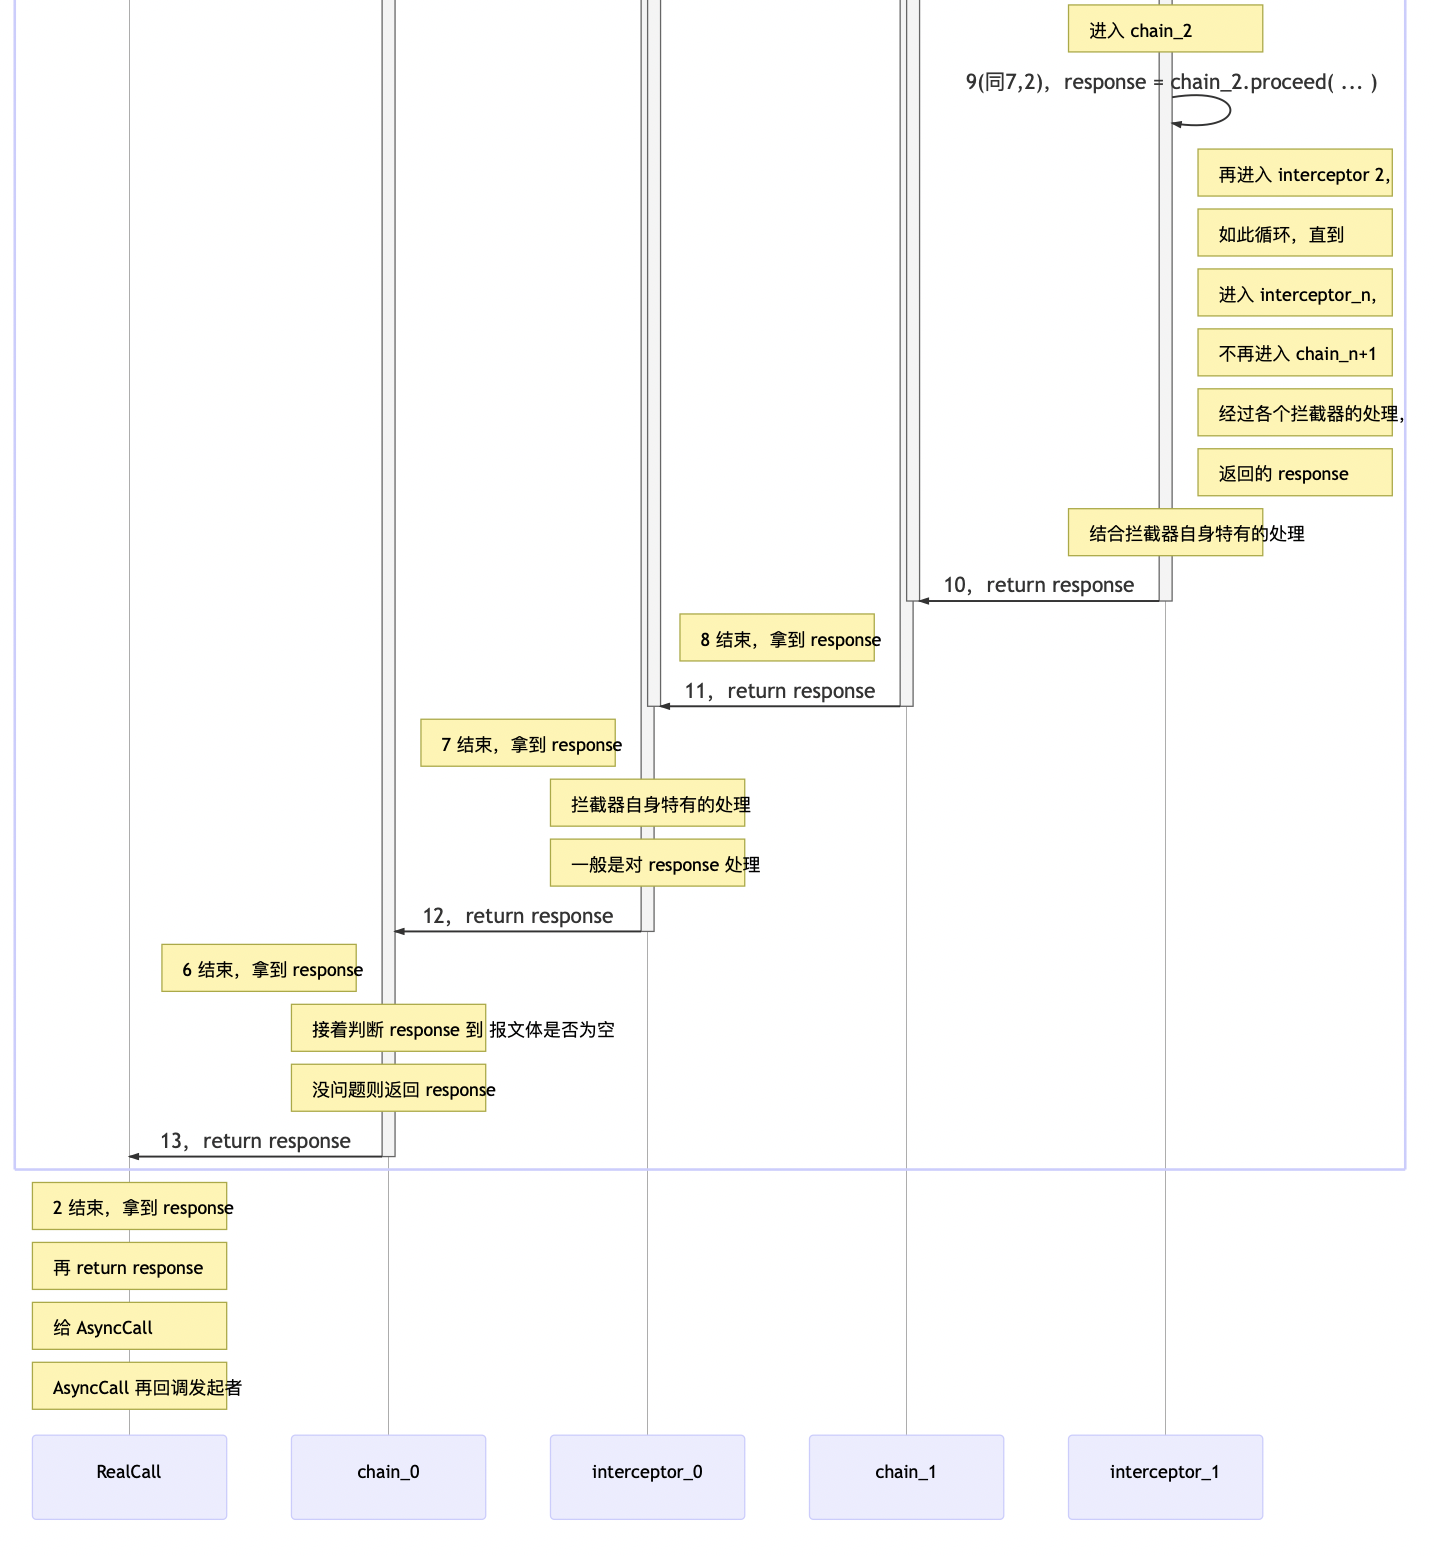 进入 chain_2
9(同7,2)，response = chain_2.proceed( ... )
再进入 interceptor 2,
如此循环，直到
进入 interceptor_n,
不再进入 chain_n+1
经过各个拦截器的处理,
返回的 response
结合拦截器自身特有的处理
10，return response
8 结束，拿到 response
11，return response
7 结束，拿到 response
拦截器自身特有的处理
一般是对 response 处理
12，return response
6 结束，拿到 response
接着判断 response 到 报文体是否为空
没问题则返回 response
13，return response
2 结束，拿到 response
再 return response
给 AsyncCall
AsyncCall 再回调发起者
RealCall
chain_0
interceptor_0
chain_1
interceptor_1